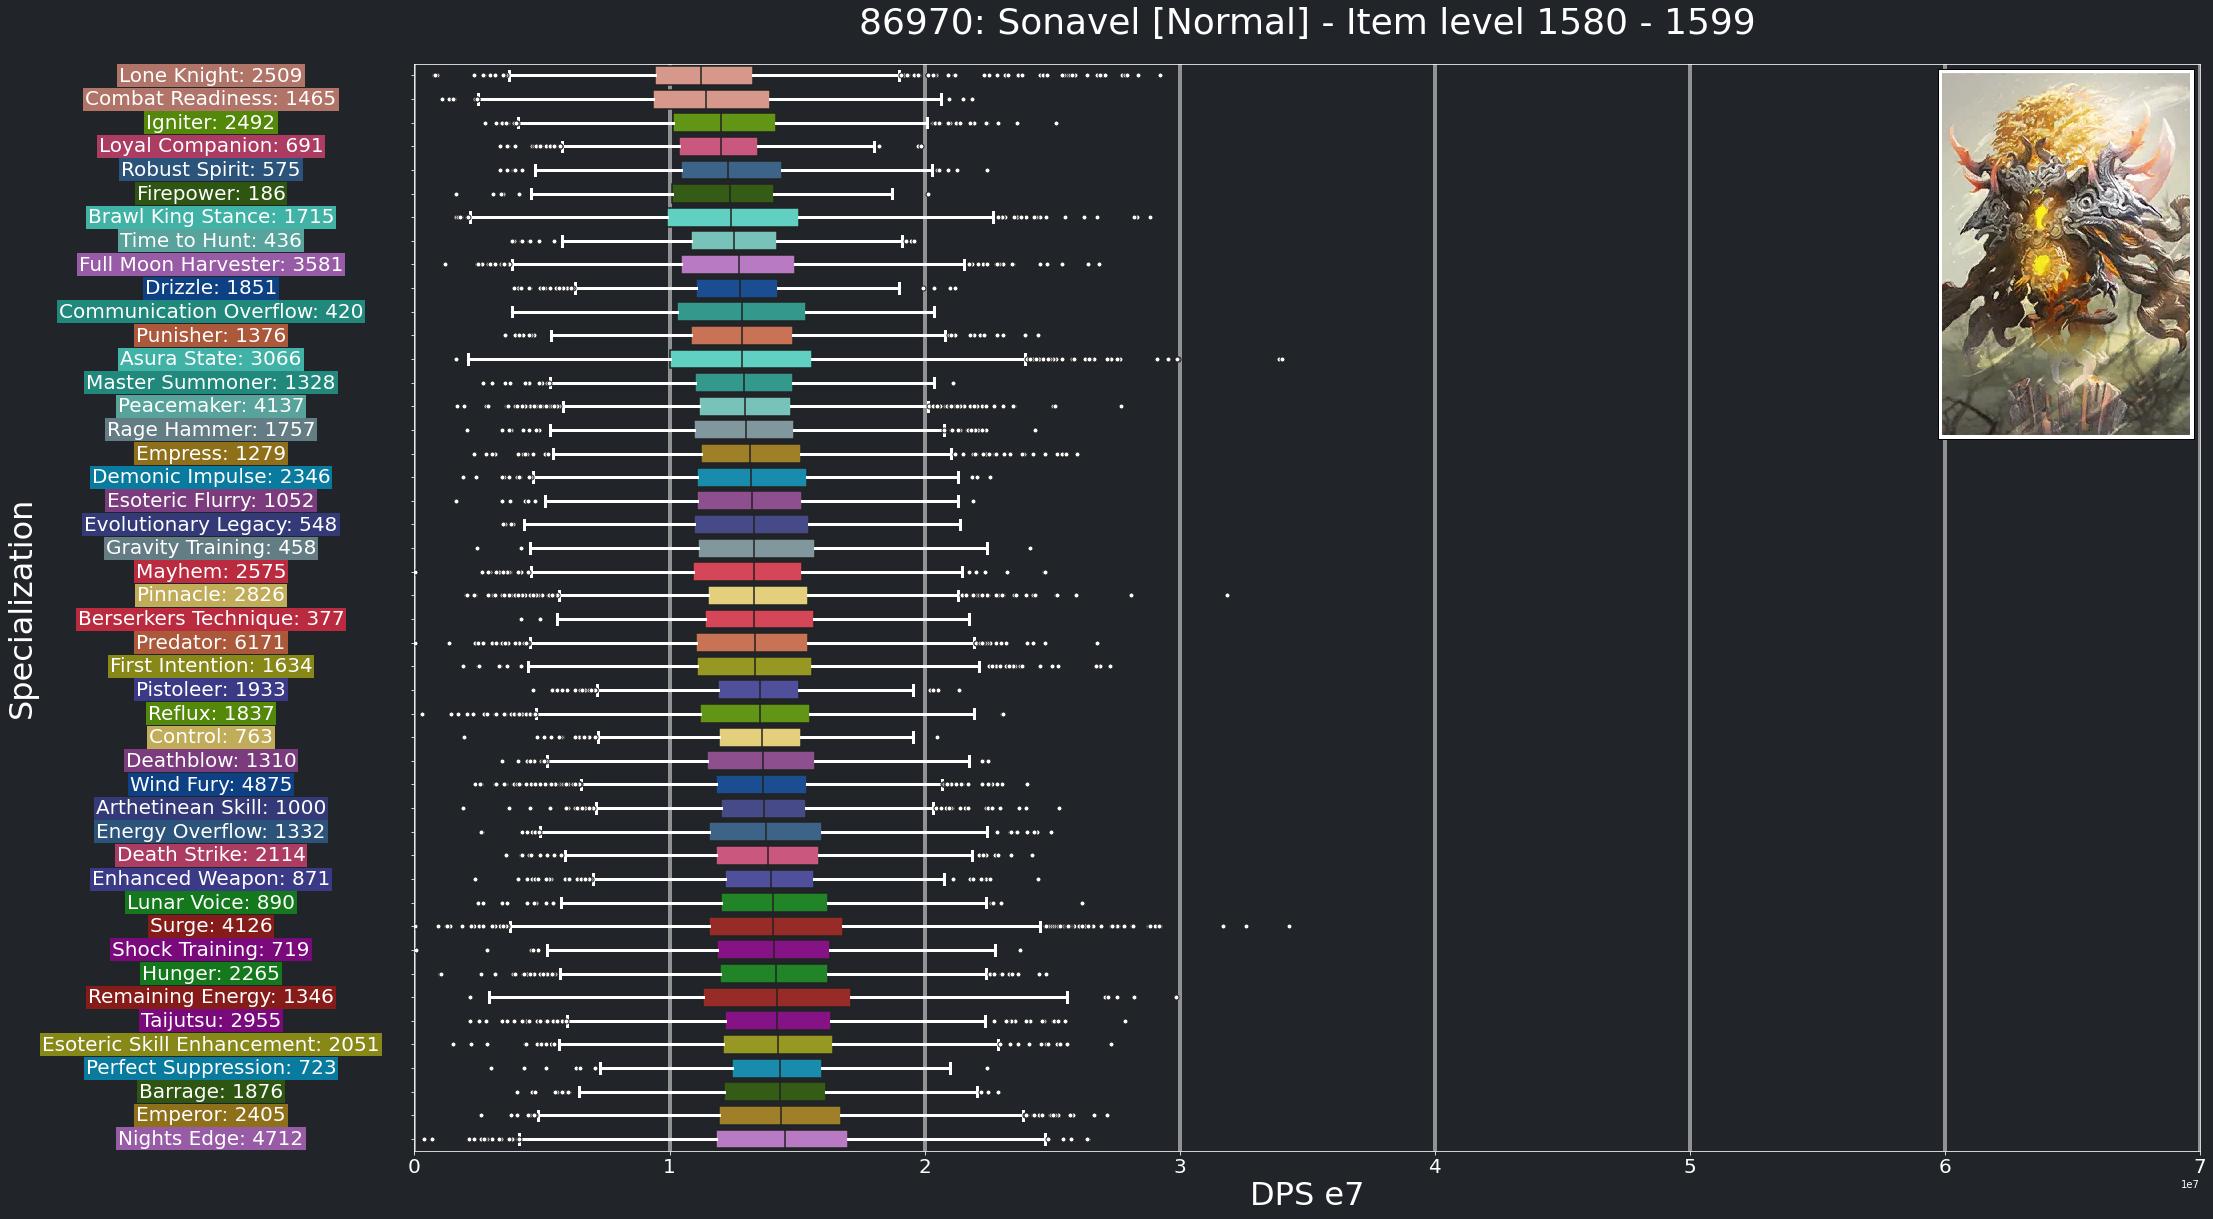 86970: Sonavel [Normal] - Item level 1580 - 1599
Specialization
Lone Knight: 2509
Combat Readiness: 1465
Igniter: 2492
Loyal Companion: 691
Robust Spirit: 575
Firepower: 186
Brawl King Stance: 1715
Time to Hunt: 436
Full Moon Harvester: 3581
Drizzle: 1851
Communication Overflow: 420
Punisher: 1376
Asura State: 3066
Master Summoner: 1328
Peacemaker: 4137
Rage Hammer: 1757
Empress: 1279
Demonic Impulse: 2346
Esoteric Flurry: 1052
Evolutionary Legacy: 548
Gravity Training: 458
Mayhem: 2575
Pinnacle: 2826
Berserkers Technique: 377
Predator: 6171
First Intention: 1634
Pistoleer: 1933
Reflux: 1837
Control: 763
Deathblow: 1310
Wind Fury: 4875
Arthetinean Skill: 1000
Energy Overflow: 1332
Death Strike: 2114
Enhanced Weapon: 871
Lunar Voice: 890
Surge: 4126
Shock Training: 719
Hunger: 2265
Remaining Energy: 1346
Taijutsu: 2955
Esoteric Skill Enhancement: 2051
Perfect Suppression: 723
Barrage: 1876
Emperor: 2405
Nights Edge: 4712
0 1 2 3 4 5 6 7
1e7
DPS e7